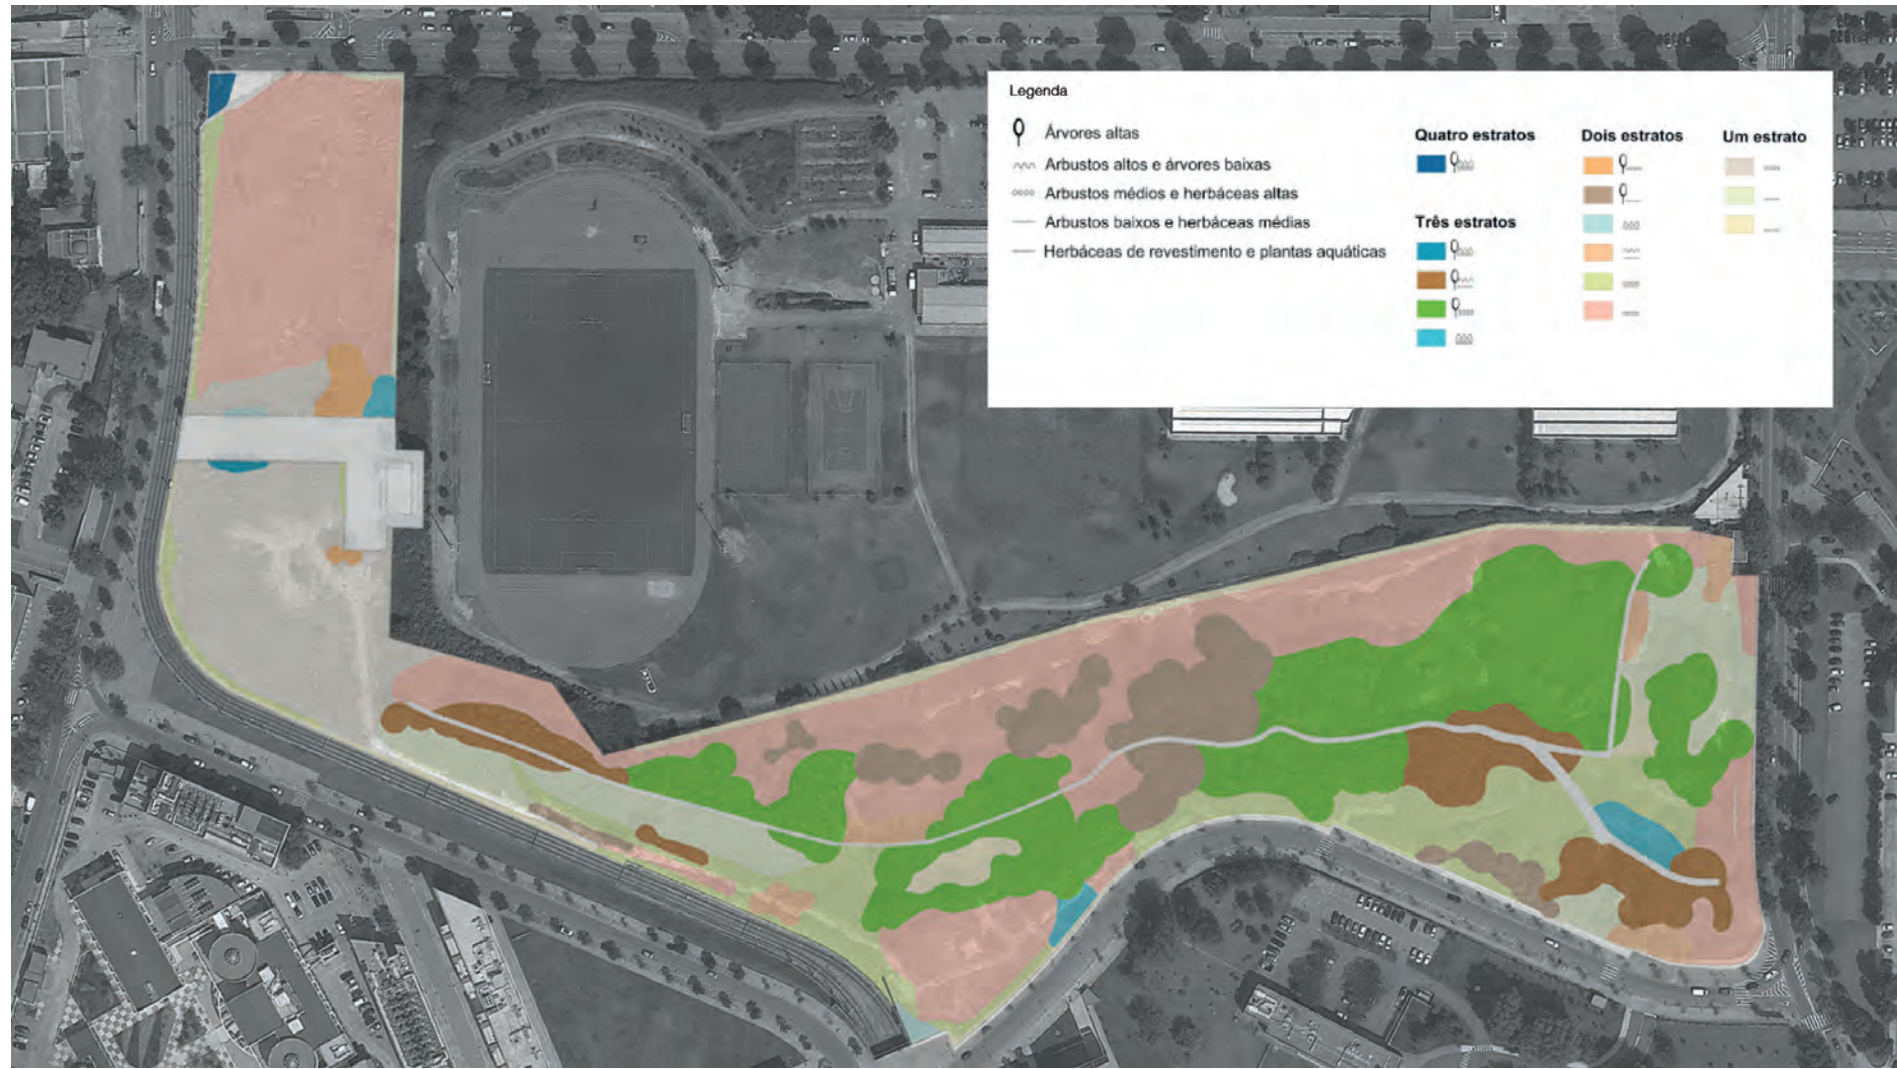 Legenda
Árvores altas
Arbustos altos e árvores baixas
Arbustos médios e herbáceas altas
Arbustos baixos e herbáceas médias
Herbáceas de revestimento e plantas aquáticas
Quatro estratos
Três estratos
Dois estratos
Um estrato